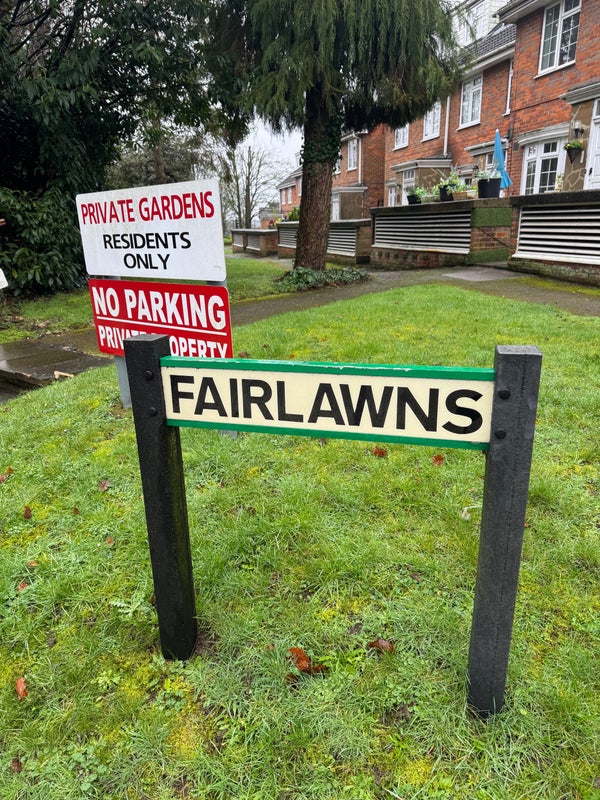 PRIVATE GARDENS
RESIDENTS
ONLY
NO PARKING
FAIRLAWNS